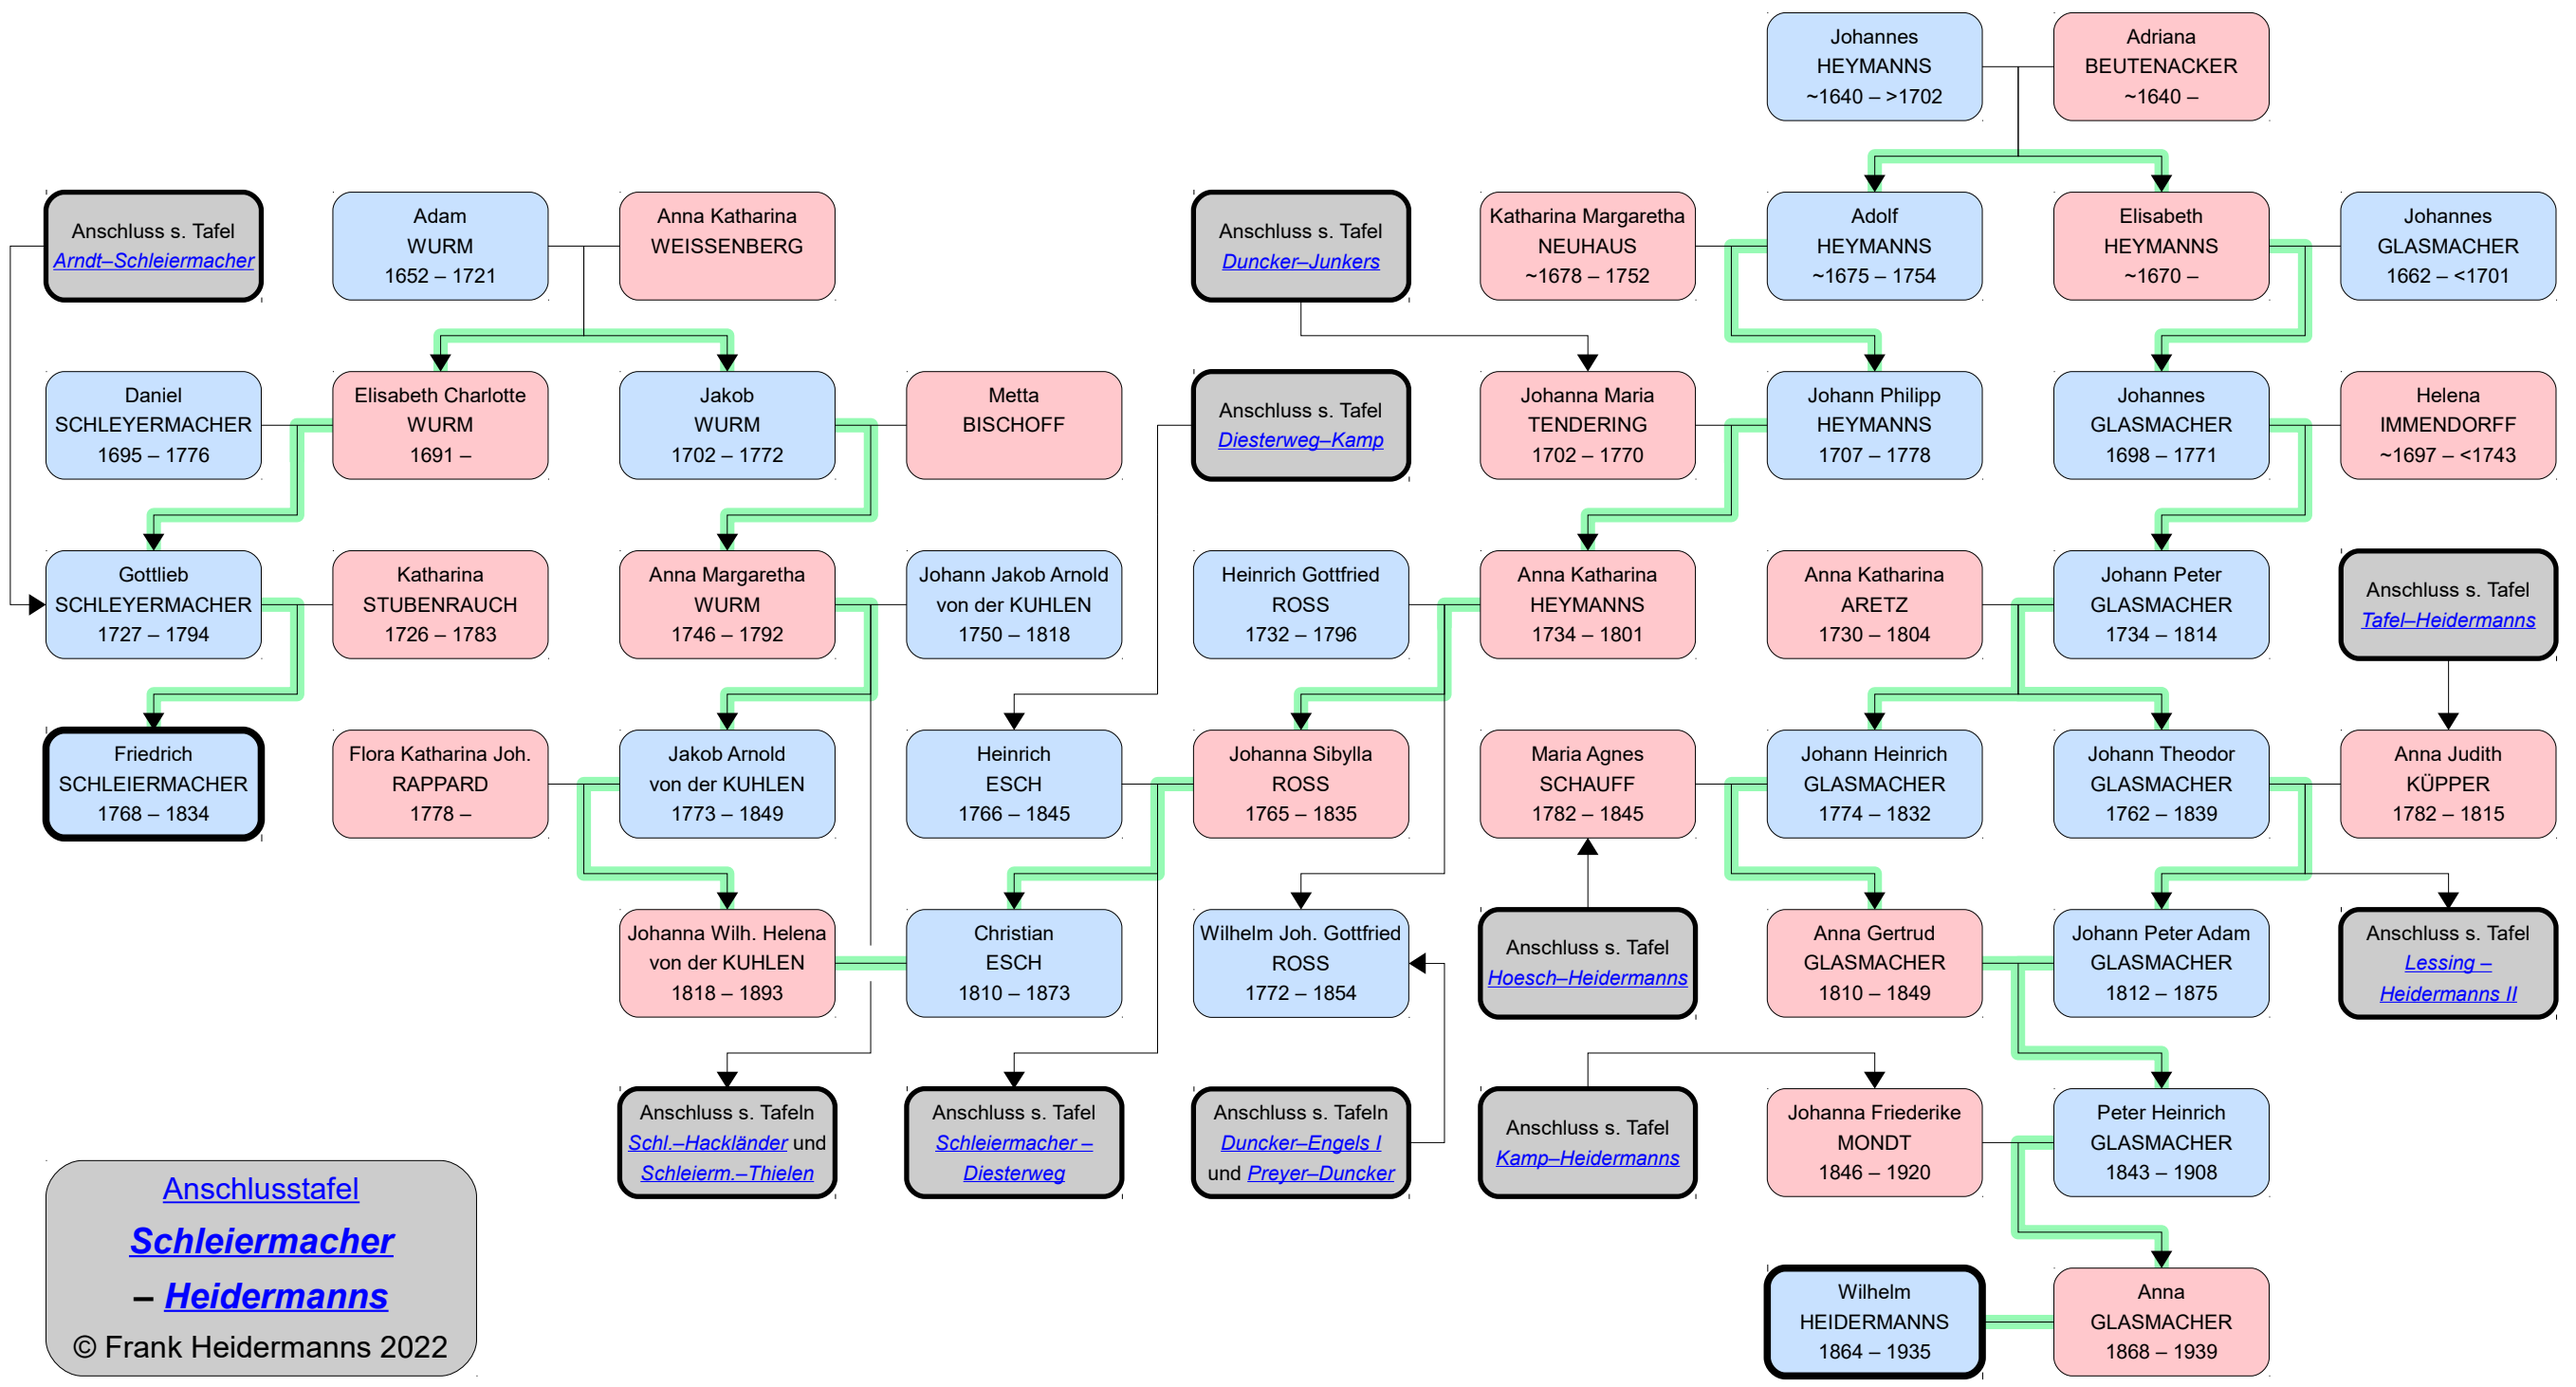 Johannes
HEYMANNS
~1640 – >1702
Adriana
BEUTENACKER
~1640 –
Anschluss s. Tafel
Arndt–Schleiermacher
Adam
WURM
1652 – 1721
Anna Katharina
WEISSENBERG
Anschluss s. Tafel
Duncker–Junkers
Katharina Margaretha
NEUHAUS
~1678 – 1752
Adolf
HEYMANNS
~1675 – 1754
Elisabeth
HEYMANNS
~1670 –
Johannes
GLASMACHER
1662 – <1701
Daniel
SCHLEYERMACHER
1695 – 1776
Elisabeth Charlotte
WURM
1691 –
Jakob
WURM
1702 – 1772
Metta
BISCHOFF
Anschluss s. Tafel
Diesterweg–Kamp
Johanna Maria
TENDERING
1702 – 1770
Johann Philipp
HEYMANNS
1707 – 1778
Johannes
GLASMACHER
1698 – 1771
Helena
IMMENDORFF
~1697 – <1743
Gottlieb
SCHLEYERMACHER
1727 – 1794
Katharina
STUBENRAUCH
1726 – 1783
Anna Margaretha
WURM
1746 – 1792
Johann Jakob Arnold
von der KUHLEN
1750 – 1818
Heinrich Gottfried
ROSS
1732 – 1796
Anna Katharina
HEYMANNS
1734 – 1801
Anna Katharina
ARETZ
1730 – 1804
Johann Peter
GLASMACHER
1734 – 1814
Anschluss s. Tafel
Tafel–Heidermanns
Friedrich
SCHLEIERMACHER
1768 – 1834
Flora Katharina Joh.
RAPPARD
1778 –
Jakob Arnold
von der KUHLEN
1773 – 1849
Heinrich
ESCH
1766 – 1845
Johanna Sibylla
ROSS
1765 – 1835
Maria Agnes
SCHAUFF
1782 – 1845
Johann Heinrich
GLASMACHER
1774 – 1832
Johann Theodor
GLASMACHER
1762 – 1839
Anna Judith
KÜPPER
1782 – 1815
Johanna Wilh. Helena
von der KUHLEN
1818 – 1893
Christian
ESCH
1810 – 1873
Wilhelm Joh. Gottfried
ROSS
1772 – 1854
Anschluss s. Tafel
Hoesch–Heidermanns
Anna Gertrud
GLASMACHER
1810 – 1849
Johann Peter Adam
GLASMACHER
1812 – 1875
Anschluss s. Tafel
Lessing –
Heidermanns II
Anschluss s. Tafeln
Schl.–Hackländer und
Schleierm.–Thielen
Anschluss s. Tafel
Schleiermacher –
Diesterweg
Anschluss s. Tafeln
Duncker–Engels I
und Preyer–Duncker
Anschluss s. Tafel
Kamp–Heidermanns
Johanna Friederike
MONDT
1846 – 1920
Peter Heinrich
GLASMACHER
1843 – 1908
Anschlusstafel
Schleiermacher
– Heidermanns
© Frank Heidermanns 2022
Wilhelm
HEIDERMANNS
1864 – 1935
Anna
GLASMACHER
1868 – 1939